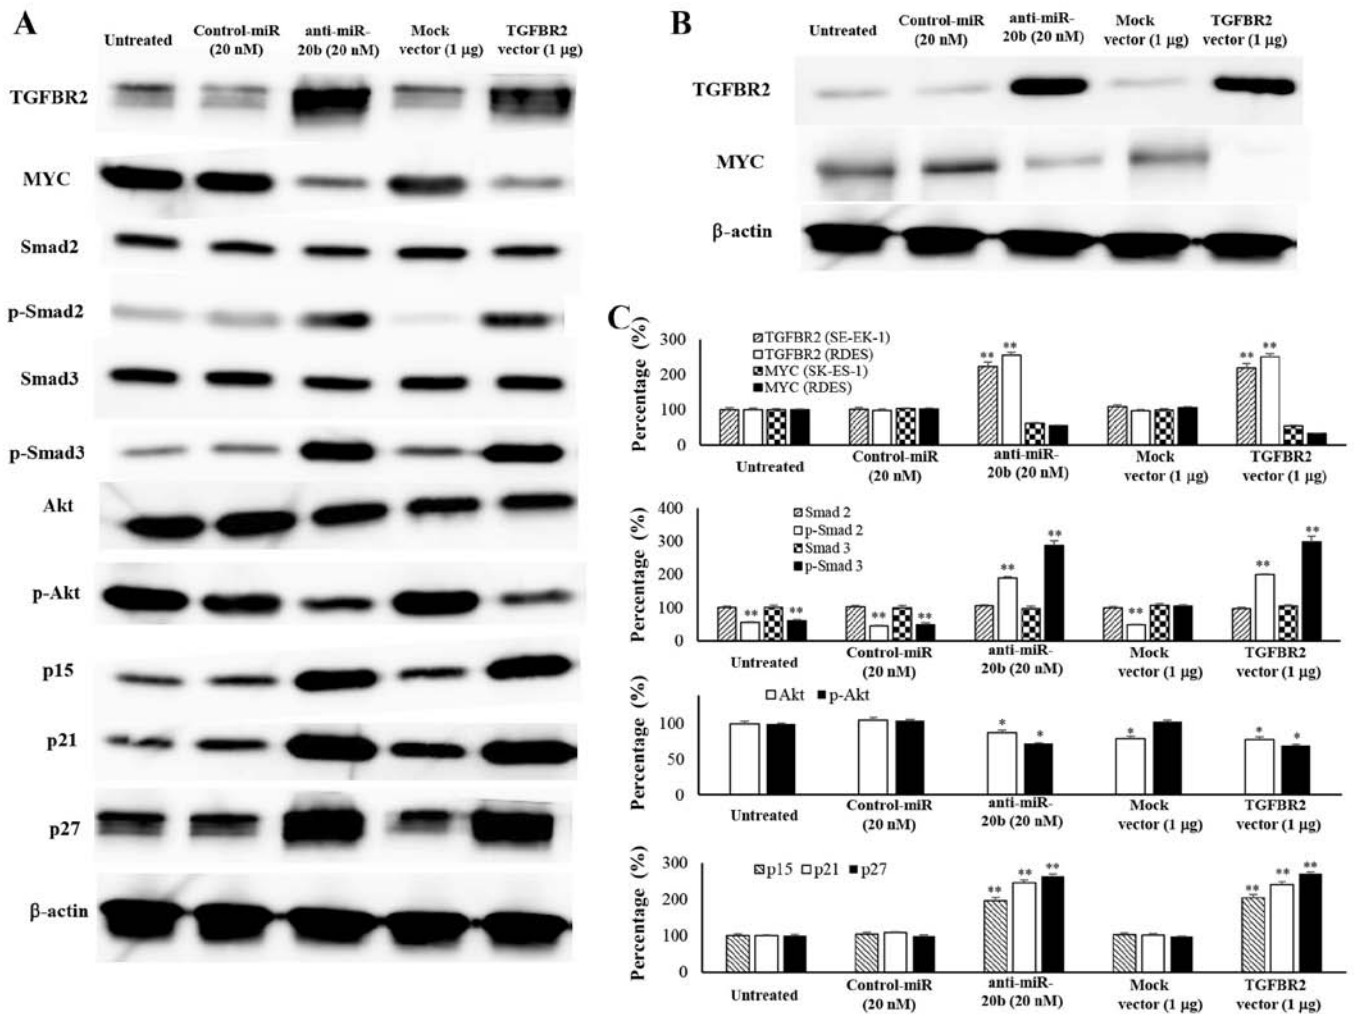 A
Untreated
Control-miR
(20 nM)
anti-miR-
20b (20 nM)
Mock
vector (1 µg)
TGFBR2
vector (1 µg)
TGFBR2
MYC
Smad2
p-Smad2
Smad3
p-Smad3
Akt
p-Akt
p15
p21
p27
β-actin
B
Untreated
Control-miR
(20 nM)
anti-miR-
20b (20 nM)
Mock
vector (1 µg)
TGFBR2
vector (1 µg)
TGFBR2
MYC
β-actin
C
Percentage (%)
300
200
100
0
TGFBR2 (SE-EK-1)
TGFBR2 (RDES)
MYC (SK-ES-1)
MYC (RDES)
** **
** **
Untreated
Control-miR
(20 nM)
anti-miR-
20b (20 nM)
Mock
vector (1 µg)
TGFBR2
vector (1 µg)
Percentage (%)
400
300
200
100
0
Smad 2
p-Smad 2
Smad 3
p-Smad 3
** **
** **
** **
**
** **
Untreated
Control-miR
(20 nM)
anti-miR-
20b (20 nM)
Mock
vector (1 µg)
TGFBR2
vector (1 µg)
Percentage (%)
100
50
0
Akt p-Akt
* *
*
* *
Untreated
Control-miR
(20 nM)
anti-miR-
20b (20 nM)
Mock
vector (1 µg)
TGFBR2
vector (1 µg)
Percentage (%)
300
200
100
0
p15 p21 p27
** ** **
** ** **
Untreated
Control-miR
(20 nM)
anti-miR-
20b (20 nM)
Mock
vector (1 µg)
TGFBR2
vector (1 µg)